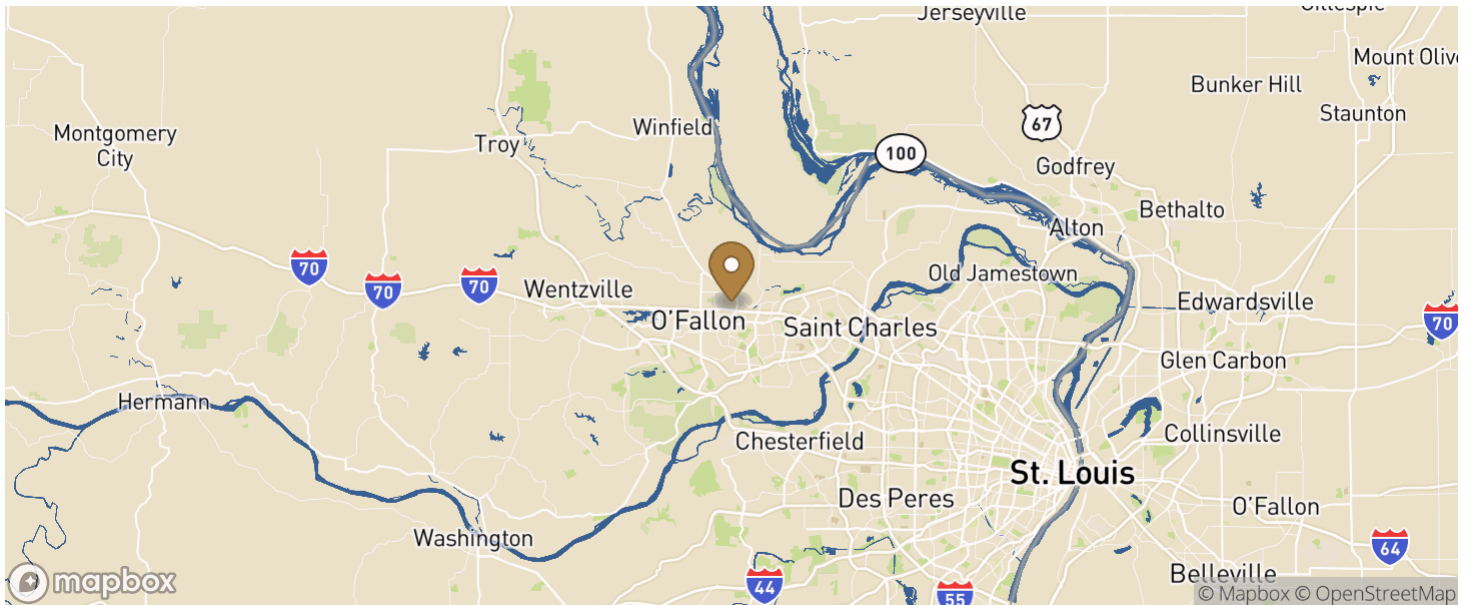 Jerseyville
Gillespie
Mount Olive
Bunker Hill
Staunton
67
Montgomery
City
Troy
Winfield
100
Godfrey
Bethalto
Alton
70
70
70
Wentzville
O'Fallon
Old Jamestown
Saint Charles
Edwardsville
70
Glen Carbon
Hermann
Chesterfield
Collinsville
St. Louis
Des Peres
O'Fallon
Washington
64
Belleville
mapbox
44
55
© Mapbox © OpenStreetMap